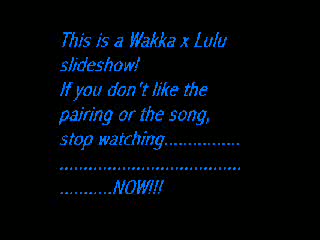 This is a Wakka x Lulu
slideshow!
If you don't like the
pairing or the song,
stop watching................
.......................................
...........NOW!!!